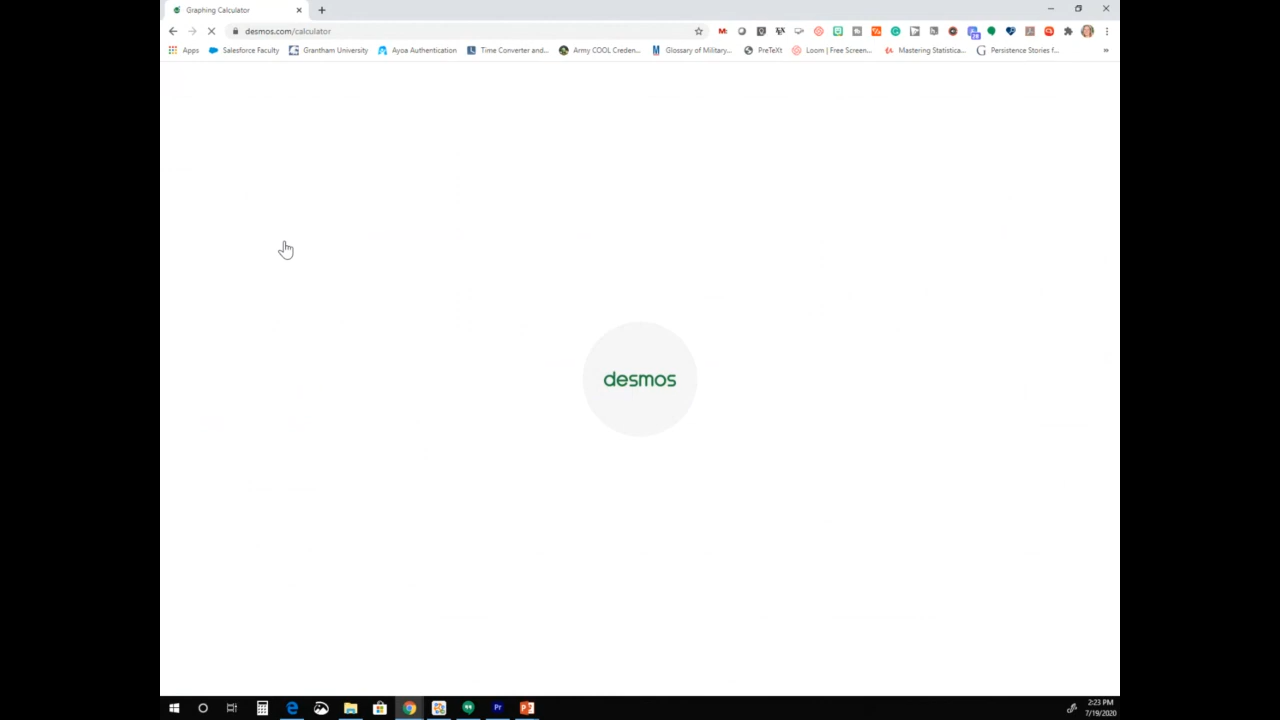 Graphing Calculator
desmos.com/calculator
Apps Salesforce Faculty Grantham University Ayoa Authentication Time Converter and... Army COOL Creden... Glossary of Military... PreTeXt Loom | Free Screen... Mastering Statistica... Persistence Stories f... »
desmos
2:23 PM
7/19/2020